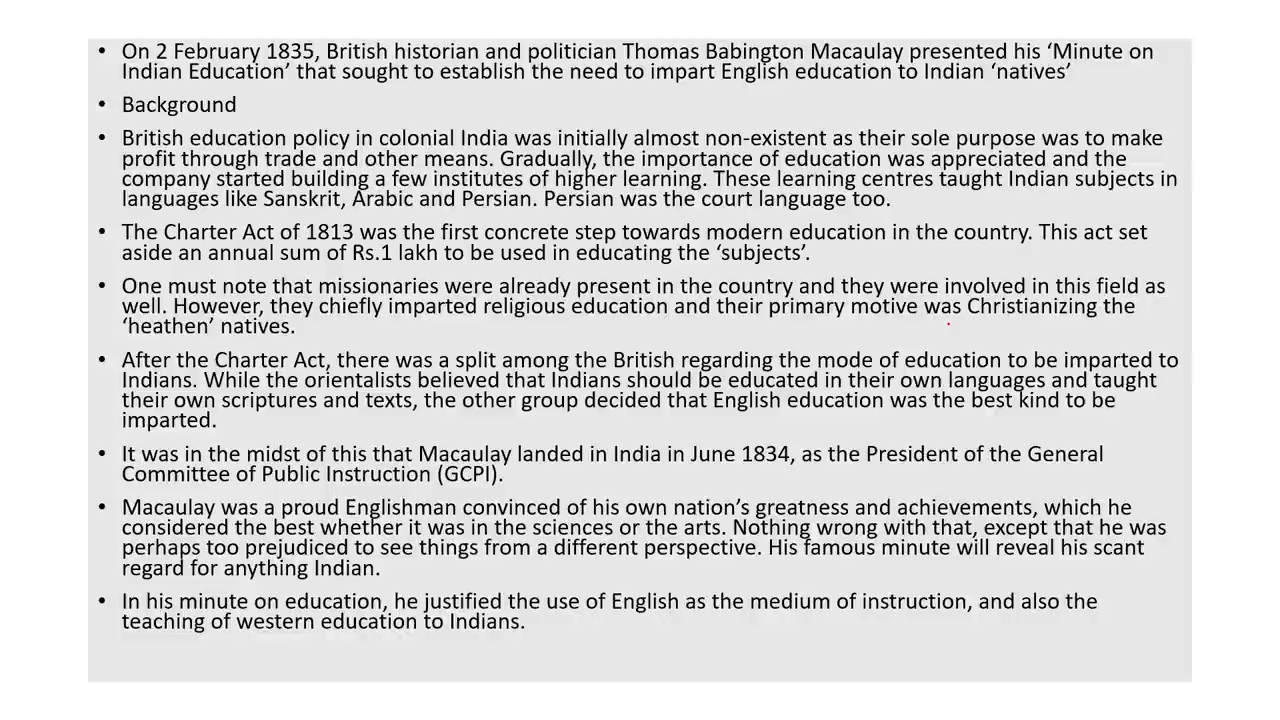 • On 2 February 1835, British historian and politician Thomas Babington Macaulay presented his ‘Minute on
Indian Education’ that sought to establish the need to impart English education to Indian ‘natives’
• Background
• British education policy in colonial India was initially almost non-existent as their sole purpose was to make
profit through trade and other means. Gradually, the importance of education was appreciated and the
company started building a few institutes of higher learning. These learning centres taught Indian subjects in
languages like Sanskrit, Arabic and Persian. Persian was the court language too.
• The Charter Act of 1813 was the first concrete step towards modern education in the country. This act set
aside an annual sum of Rs.1 lakh to be used in educating the ‘subjects’.
• One must note that missionaries were already present in the country and they were involved in this field as
well. However, they chiefly imparted religious education and their primary motive was Christianizing the
‘heathen’ natives.
• After the Charter Act, there was a split among the British regarding the mode of education to be imparted to
Indians. While the orientalists believed that Indians should be educated in their own languages and taught
their own scriptures and texts, the other group decided that English education was the best kind to be
imparted.
• It was in the midst of this that Macaulay landed in India in June 1834, as the President of the General
Committee of Public Instruction (GCPI).
• Macaulay was a proud Englishman convinced of his own nation’s greatness and achievements, which he
considered the best whether it was in the sciences or the arts. Nothing wrong with that, except that he was
perhaps too prejudiced to see things from a different perspective. His famous minute will reveal his scant
regard for anything Indian.
• In his minute on education, he justified the use of English as the medium of instruction, and also the
teaching of western education to Indians.